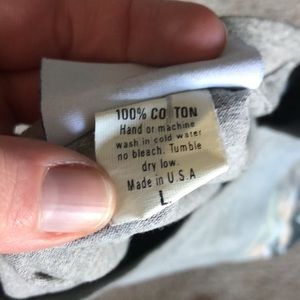 100% COTTON
Hand or machine
wash in cold water
no bleach. Tumble
dry low.
Made in U.S.A
L